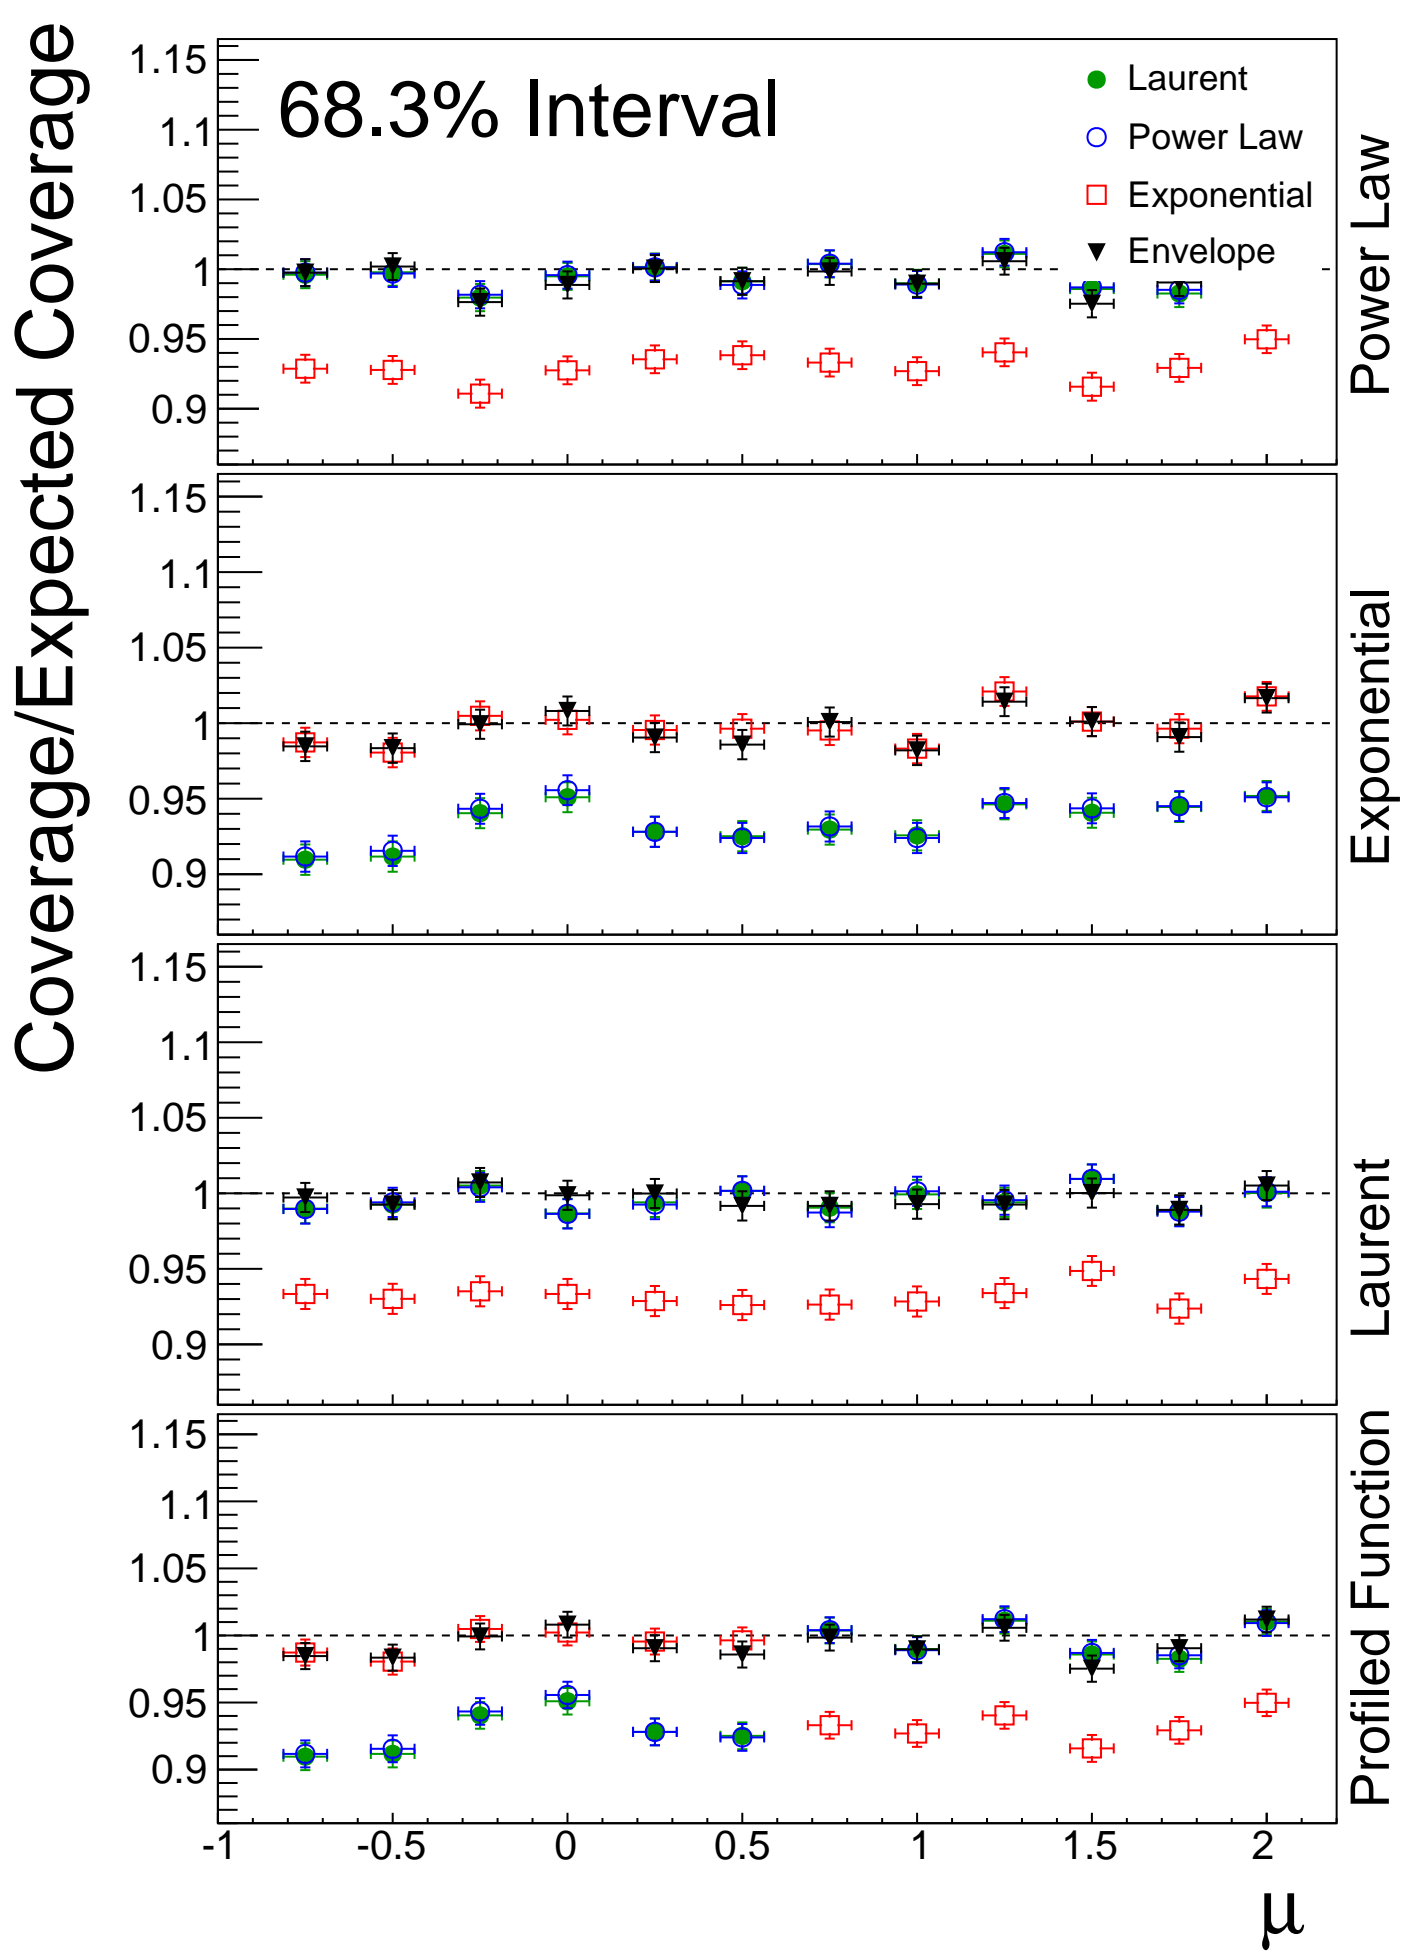 Coverage/Expected Coverage
68.3% Interval
Laurent
Power Law
Exponential
Envelope
1.15
1.1
1.05
1
0.95
0.9
Power Law
1.15
1.1
1.05
1
0.95
0.9
Exponential
1.15
1.1
1.05
1
0.95
0.9
Laurent
1.15
1.1
1.05
1
0.95
0.9
Profiled Function
-1 -0.5 0 0.5 1 1.5 2
μ